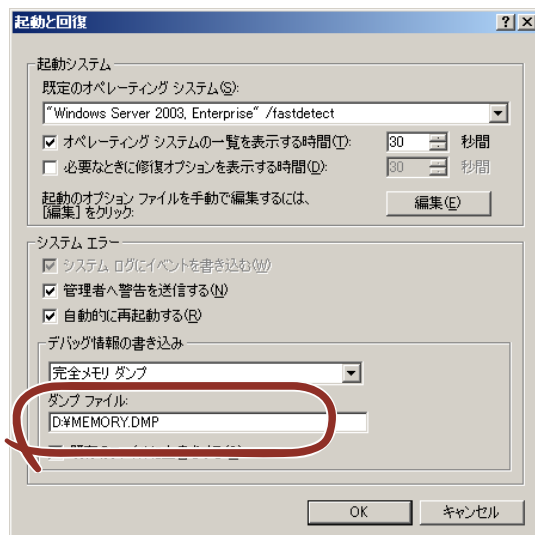 起動と回復
起動システム
既定のオペレーティング システム(S):
"Windows Server 2003, Enterprise" /fastdetect
オペレーティング システムの一覧を表示する時間(T): 30 秒間
必要なときに修復オプションを表示する時間(D): 30 秒間
起動のオプション ファイルを手動で編集するには、
[編集] をクリック:
編集(E)
システム エラー
システム ログにイベントを書き込む(W)
管理者へ警告を送信する(N)
自動的に再起動する(R)
デバッグ情報の書き込み
完全メモリ ダンプ
ダンプ ファイル:
D:¥MEMORY.DMP
OK キャンセル